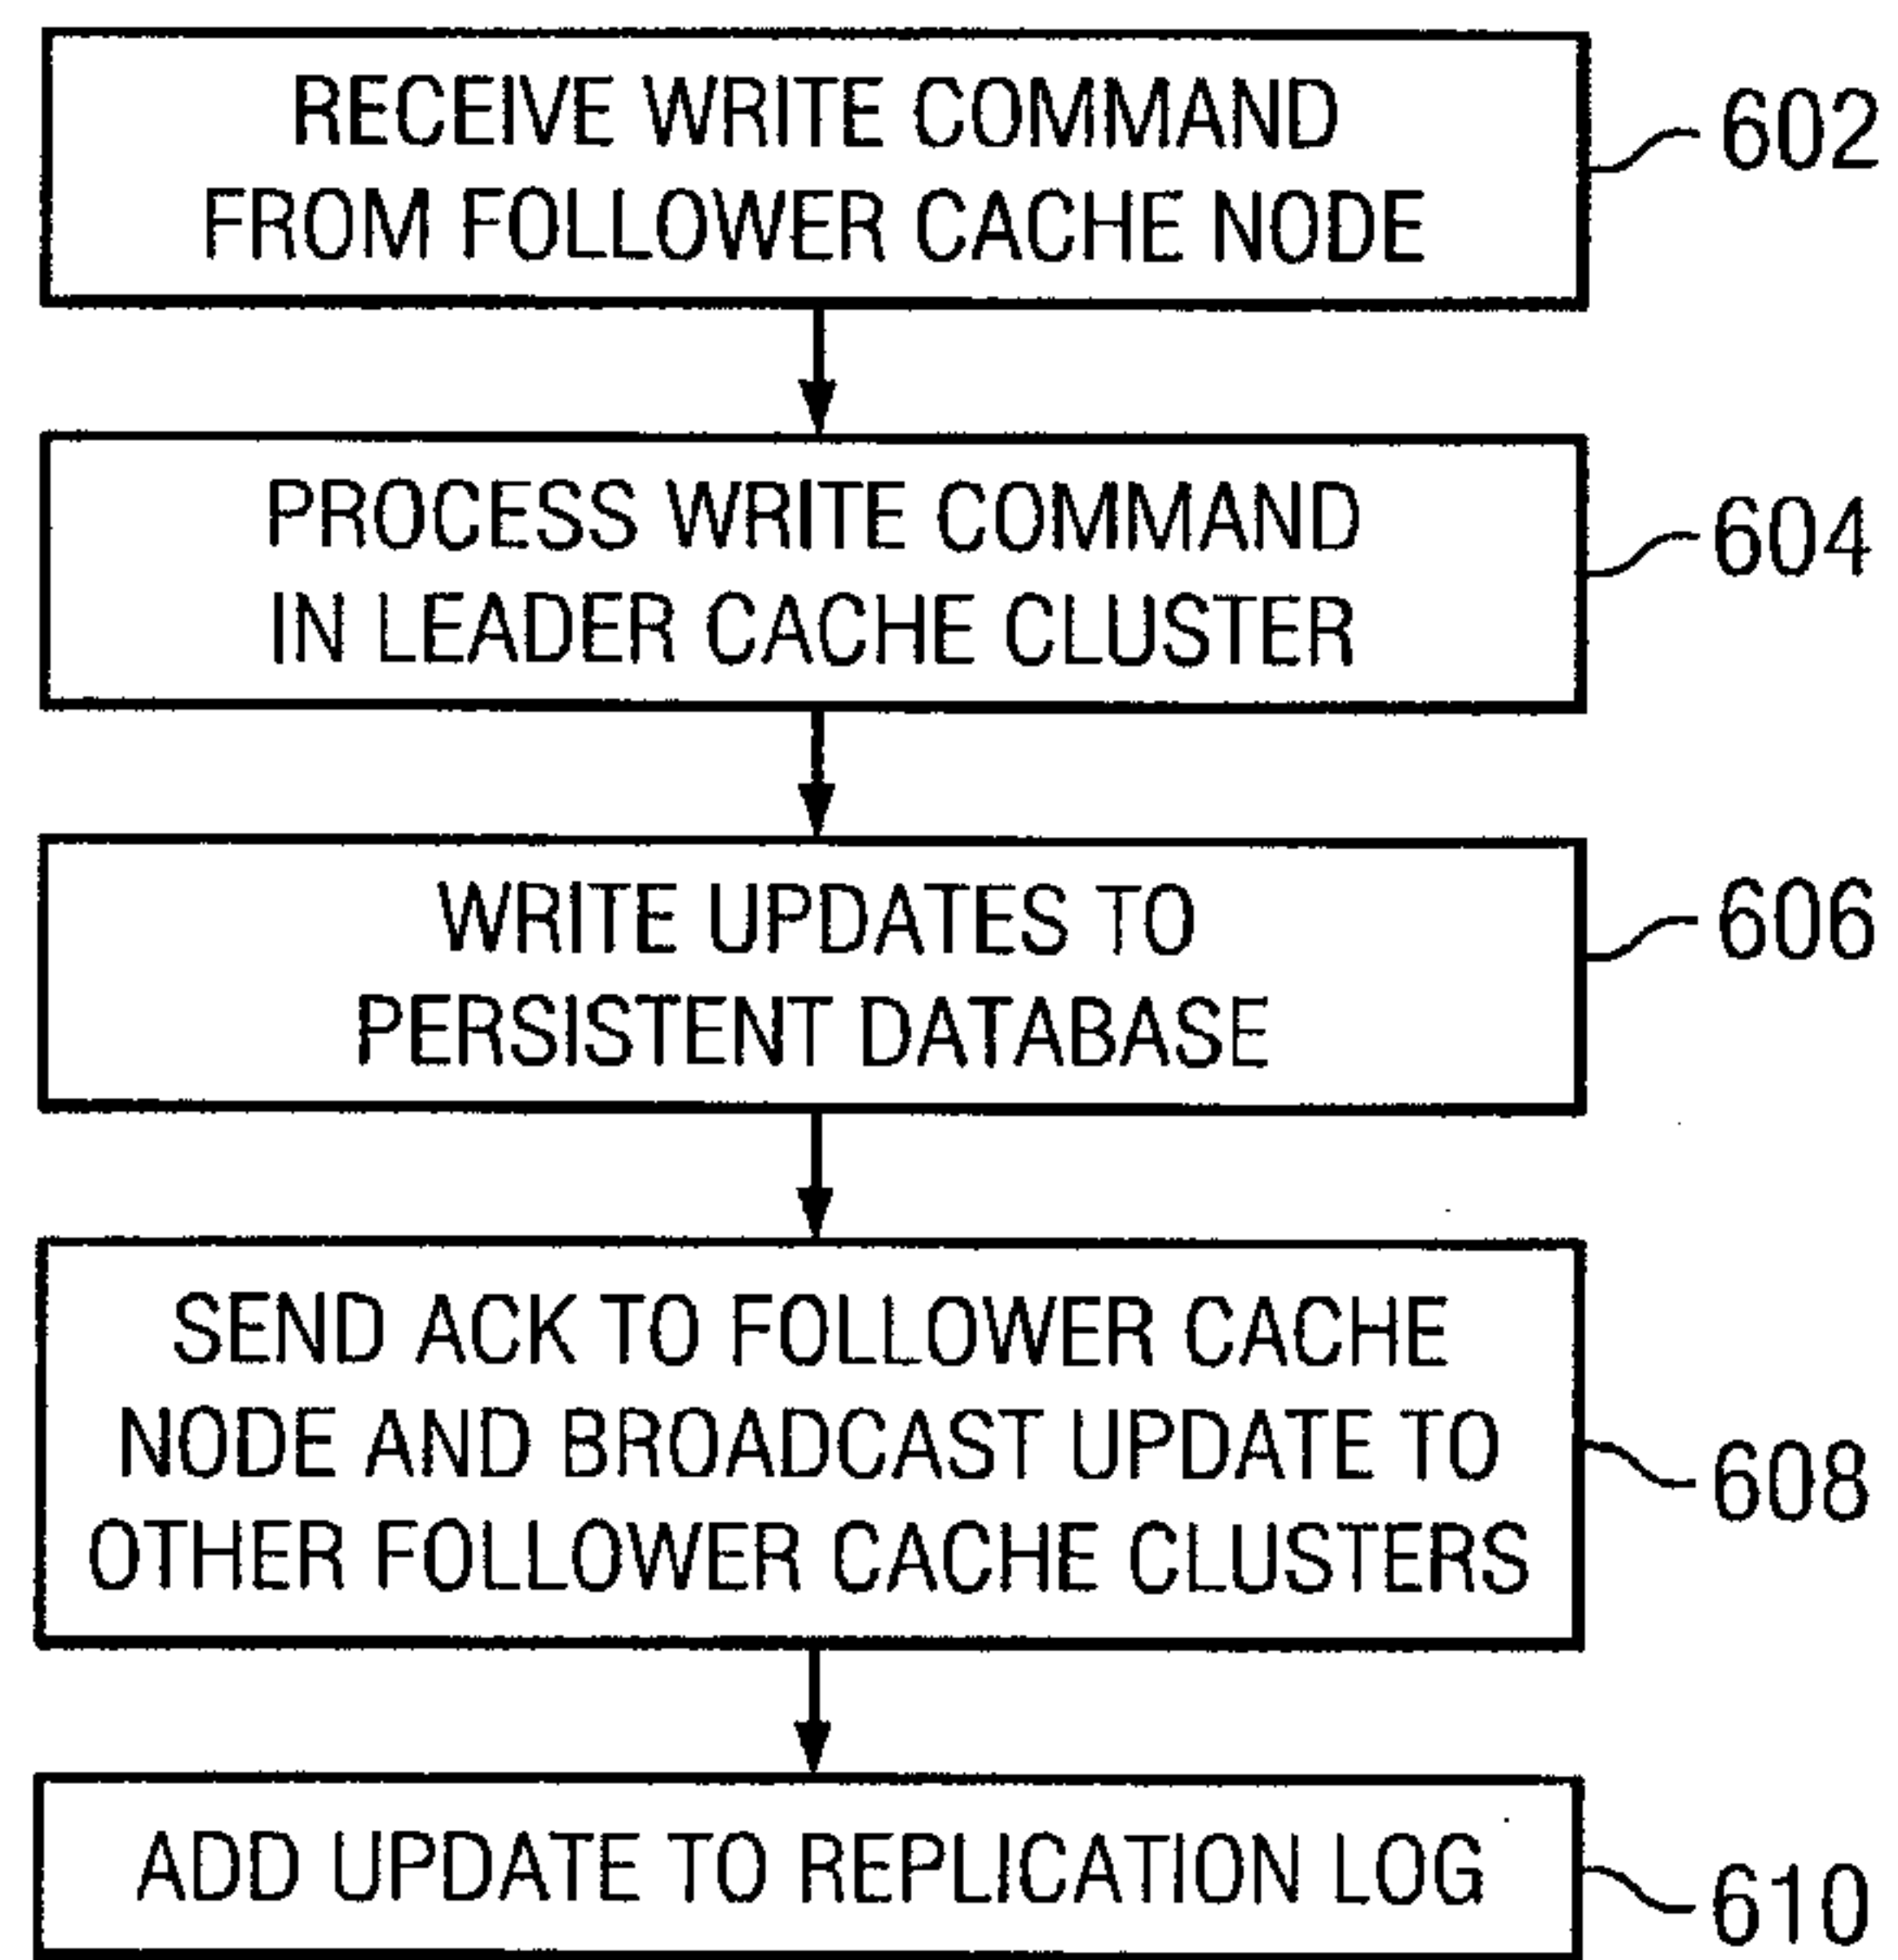 RECEIVE WRITE COMMAND
FROM FOLLOWER CACHE NODE
602
PROCESS WRITE COMMAND
IN LEADER CACHE CLUSTER
604
WRITE UPDATES TO
PERSISTENT DATABASE
606
SEND ACK TO FOLLOWER CACHE
NODE AND BROADCAST UPDATE TO
OTHER FOLLOWER CACHE CLUSTERS
608
ADD UPDATE TO REPLICATION LOG
610